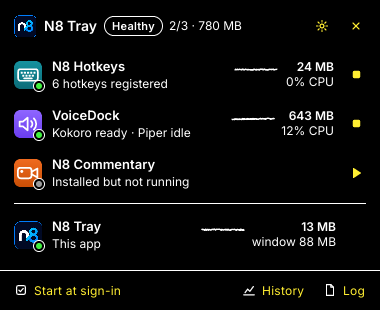 n8 N8 Tray Healthy 2/3 · 780 MB
N8 Hotkeys 24 MB
6 hotkeys registered 0% CPU
VoiceDock 643 MB
Kokoro ready · Piper idle 12% CPU
N8 Commentary
Installed but not running
n8 N8 Tray 13 MB
This app window 88 MB
Start at sign-in History Log